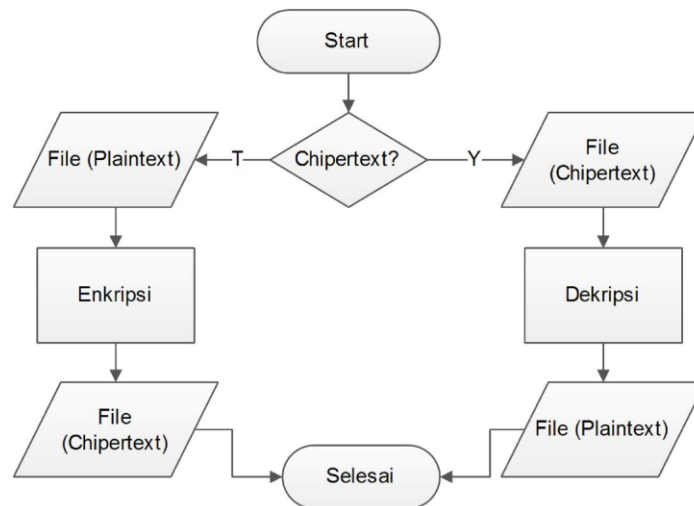 Start
File (Plaintext)
T
Chipertext?
Y
File
(Chipertext)
Enkripsi
Dekripsi
File
(Chipertext)
File (Plaintext)
Selesai